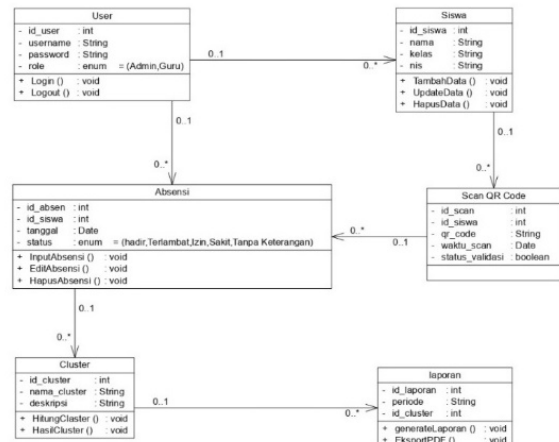 User
- id_user : int
- username : String
- password : String
- role : enum = (Admin,Guru)
+ Login () : void
+ Logout () : void
0..1
0..*
Siswa
- id_siswa : int
- nama : String
- kelas : String
- nis : String
+ TambahData () : void
+ UpdateData () : void
+ HapusData () : void
0..1
0..*
0..1
0..*
Absensi
- id_absen : int
- id_siswa : int
- tanggal : Date
- status : enum = (hadir,Terlambat,Izin,Sakit,Tanpa Keterangan)
+ InputAbsensi () : void
+ EditAbsensi () : void
+ HapusAbsensi () : void
0..*
0..1
Scan QR Code
- id_scan : int
- id_siswa : int
- qr_code : String
- waktu_scan : Date
- status_validasi : boolean
0..1
0..*
Cluster
- id_cluster : int
- nama_cluster : String
- deskripsi : String
+ HitungClaster () : void
+ HasilCluster () : void
0..1
0..*
laporan
- id_laporan : int
- periode : String
- id_cluster : int
+ generateLaporan () : void
+ EksportPDF () : void